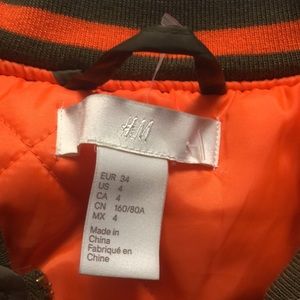 H&M
EUR 34
US 4
CA 4
CN 160/80A
MX 4
Made in
China
Fabriqué en
Chine